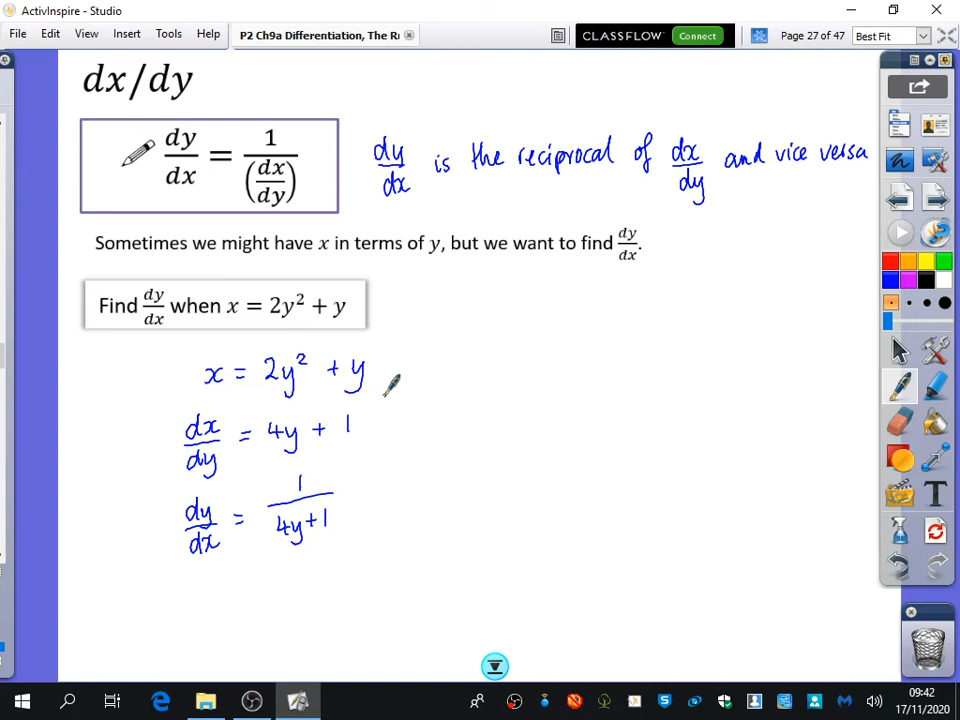 ActivInspire - Studio
File Edit View Insert Tools Help P2 Ch9a Differentiation, The Rr CLASSFLOW Connect Page 27 of 47 Best Fit
dx/dy
dy/dx = 1/(dx/dy) dy/dx is the reciprocal of dx/dy and vice versa
Sometimes we might have x in terms of y, but we want to find dy/dx.
Find dy/dx when x = 2y² + y
x = 2y² + y
dx/dy = 4y + 1
dy/dx = 1/(4y+1)
09:42
17/11/2020